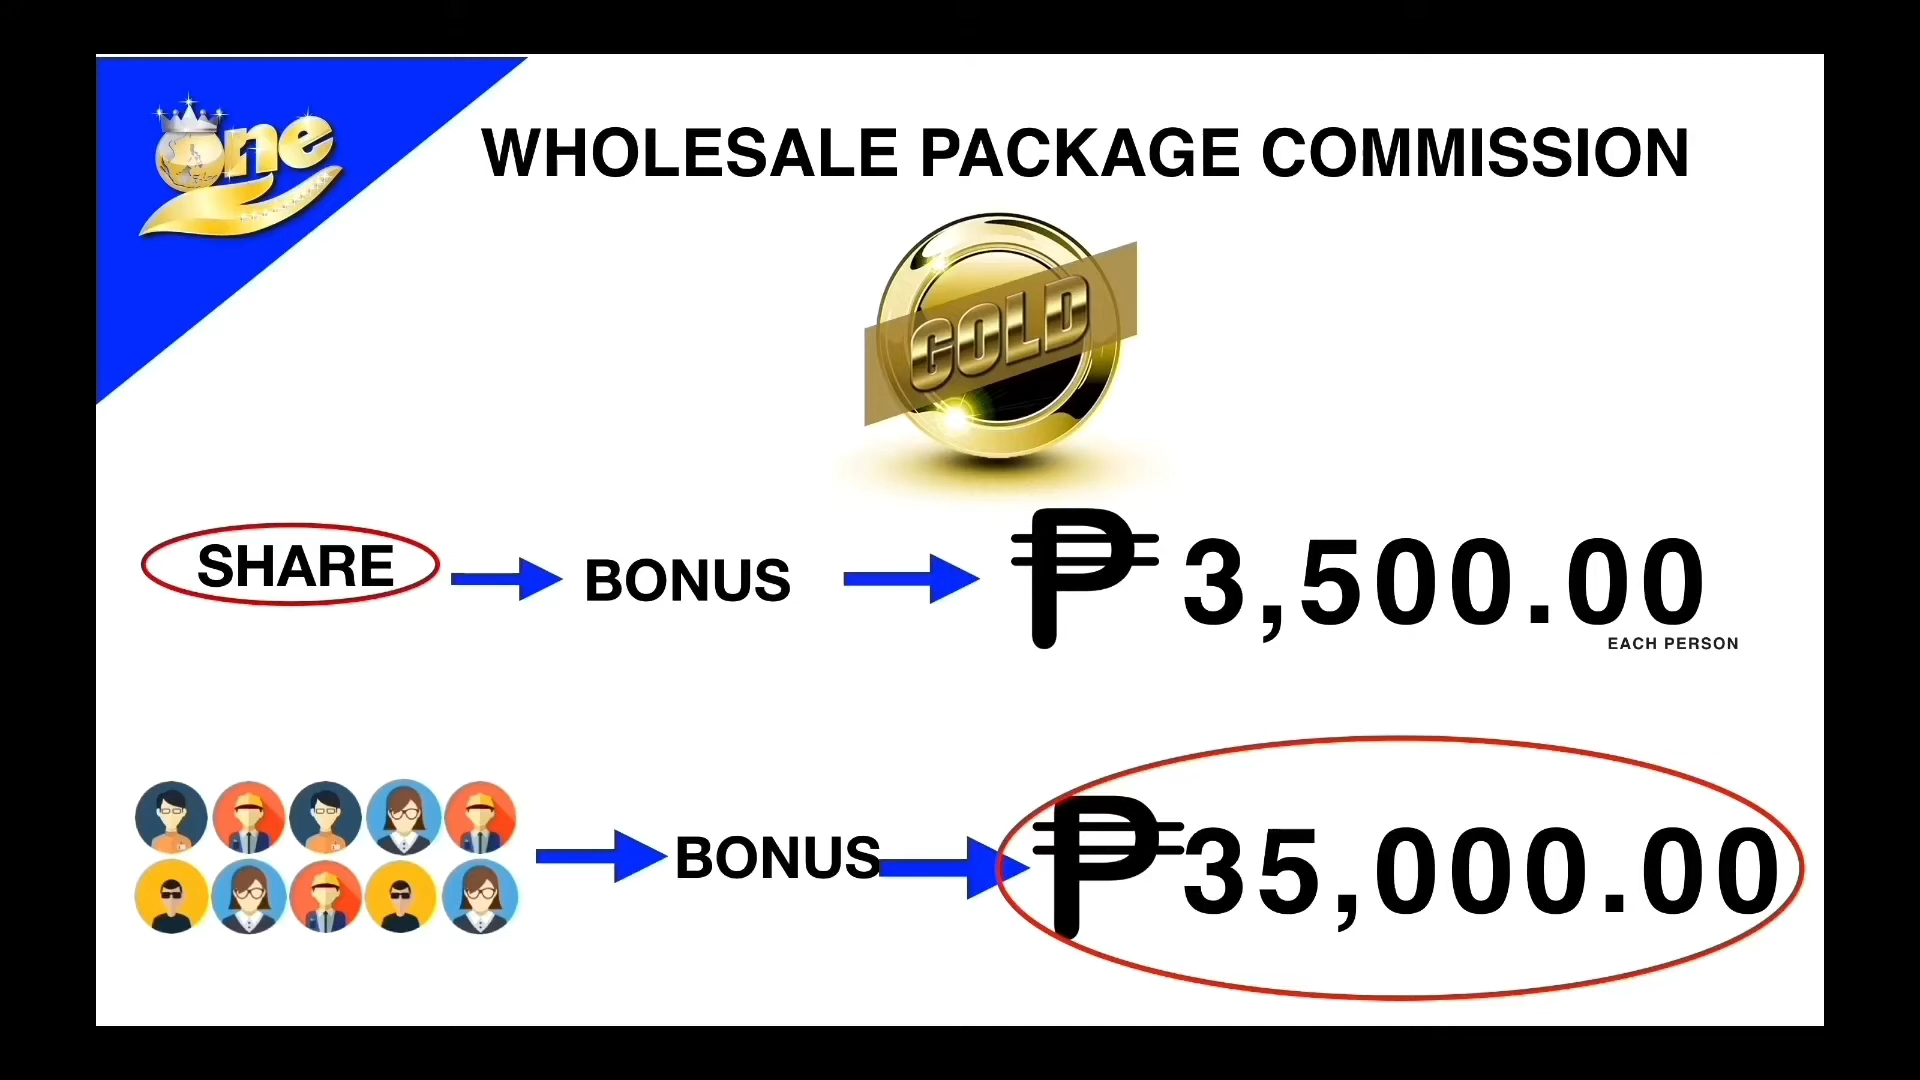 One
WHOLESALE PACKAGE COMMISSION
GOLD
SHARE
BONUS
₱ 3,500.00
EACH PERSON
BONUS
₱35,000.00